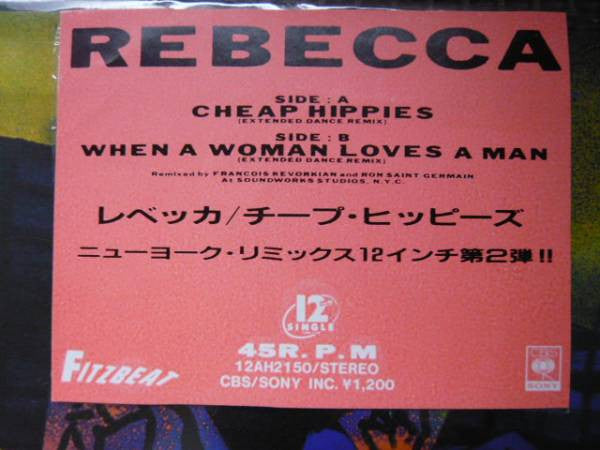 REBECCA
SIDE : A
CHEAP HIPPIES
(EXTENDED DANCE REMIX)
SIDE : B
WHEN A WOMAN LOVES A MAN
(EXTENDED DANCE REMIX)
Remixed by FRANCOIS KEVORKIAN and RON SAINT GERMAIN
At SOUNDWORKS STUDIOS, N.Y.C.
レベッカ/チープ・ヒッピーズ
ニューヨーク・リミックス12インチ第2弾!!
12"
SINGLE
45R.P.M
12AH2150/STEREO
CBS/SONY INC. ¥1,200
FITZBEAT
CBS
SONY